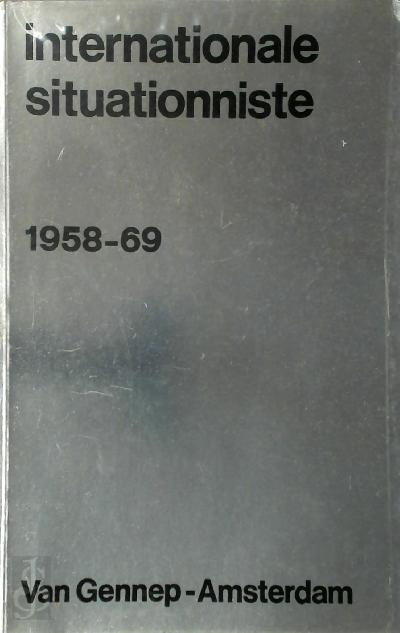 internationale
situationniste
1958-69
Van Gennep-Amsterdam